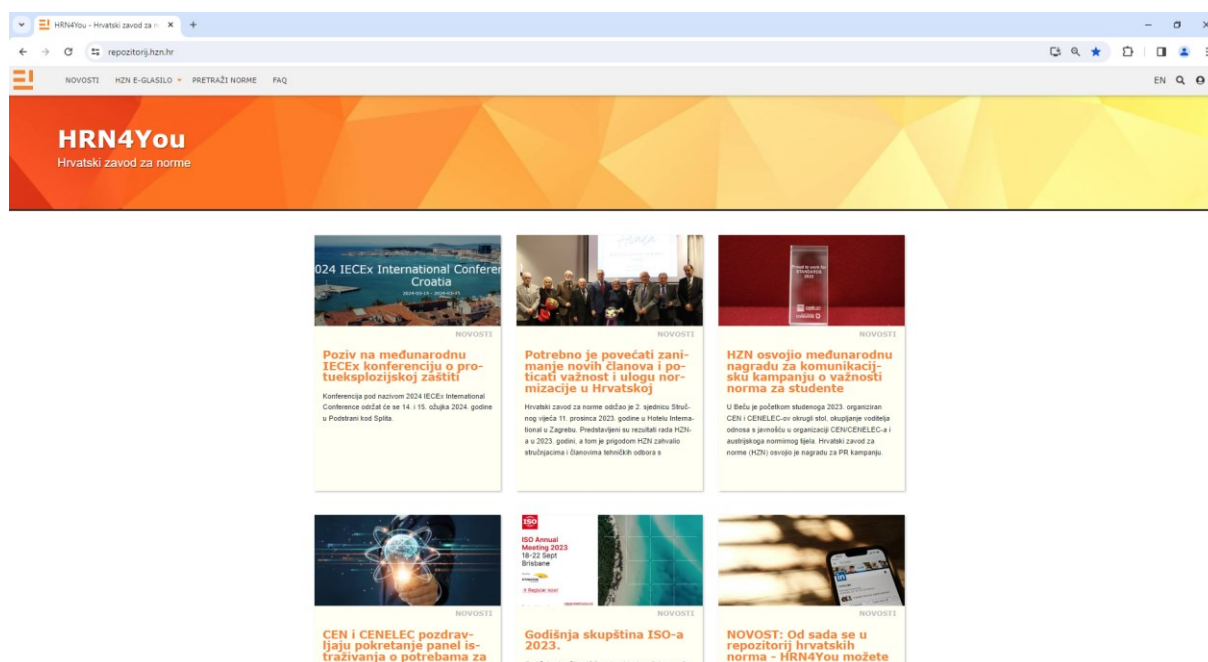 HRN4You - Hrvatski zavod za n
repozitorij.hzn.hr
NOVOSTI HZN E-GLASILO PRETRAŽI NORME FAQ EN
HRN4You
Hrvatski zavod za norme
024 IECEx International Conferen
Croatia
NOVOSTI
Poziv na međunarodnu
IECEx konferenciju o pro-
tueksplozijskoj zaštiti
Konferencija pod nazivom 2024 IECEx International
Conference održat će se 14. i 15. ožujka 2024. godine
u Podstrani kod Splita.
Hvala
NOVOSTI
Potrebno je povećati zani-
manje novih članova i po-
ticati važnost i ulogu nor-
mizacije u Hrvatskoj
Hrvatski zavod za norme održao je 2. sjednicu Struč-
nog vijeća 11. prosinca 2023. godine u Hotelu Interna-
tional u Zagrebu. Predstavljeni su rezultati rada HZN-
a u 2023. godini, a tom je prigodom HZN zahvalio
stručnjacima i članovima tehničkih odbora s
NOVOSTI
HZN osvojio međunarodnu
nagradu za komunikacij-
sku kampanju o važnosti
norma za studente
U Beču je početkom studenoga 2023. organiziran
CEN i CENELEC-ov okrugli stol, okupljanje voditelja
odnosa s javnošću u organizaciji CEN/CENELEC-a i
austrijskoga normirnog tijela. Hrvatski zavod za
norme (HZN) osvojio je nagradu za PR kampanju.
NOVOSTI
CEN i CENELEC pozdrav-
ljaju pokretanje panel is-
traživanja o potrebama za
ISO
ISO Annual
Meeting 2023
18-22 Sept
Brisbane
Register now!
NOVOSTI
Godišnja skupština ISO-a
2023.
in
NOVOSTI
NOVOST: Od sada se u
repozitorij hrvatskih
norma - HRN4You možete